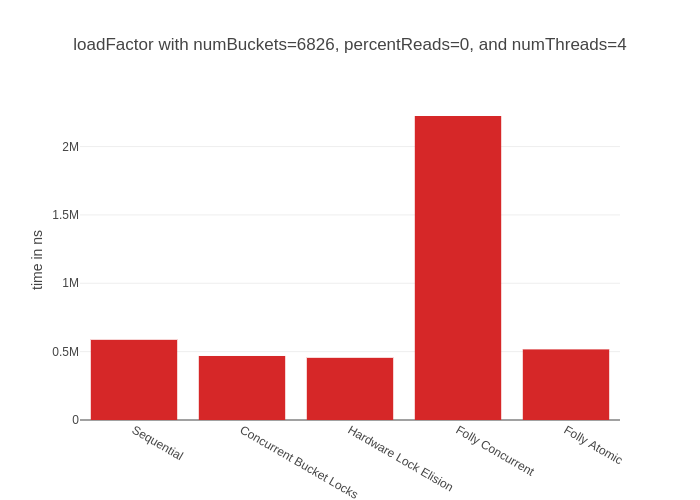 loadFactor with numBuckets=6826, percentReads=0, and numThreads=4
time in ns
2M
1.5M
1M
0.5M
0
Sequential
Concurrent Bucket Locks
Hardware Lock Elision
Folly Concurrent
Folly Atomic